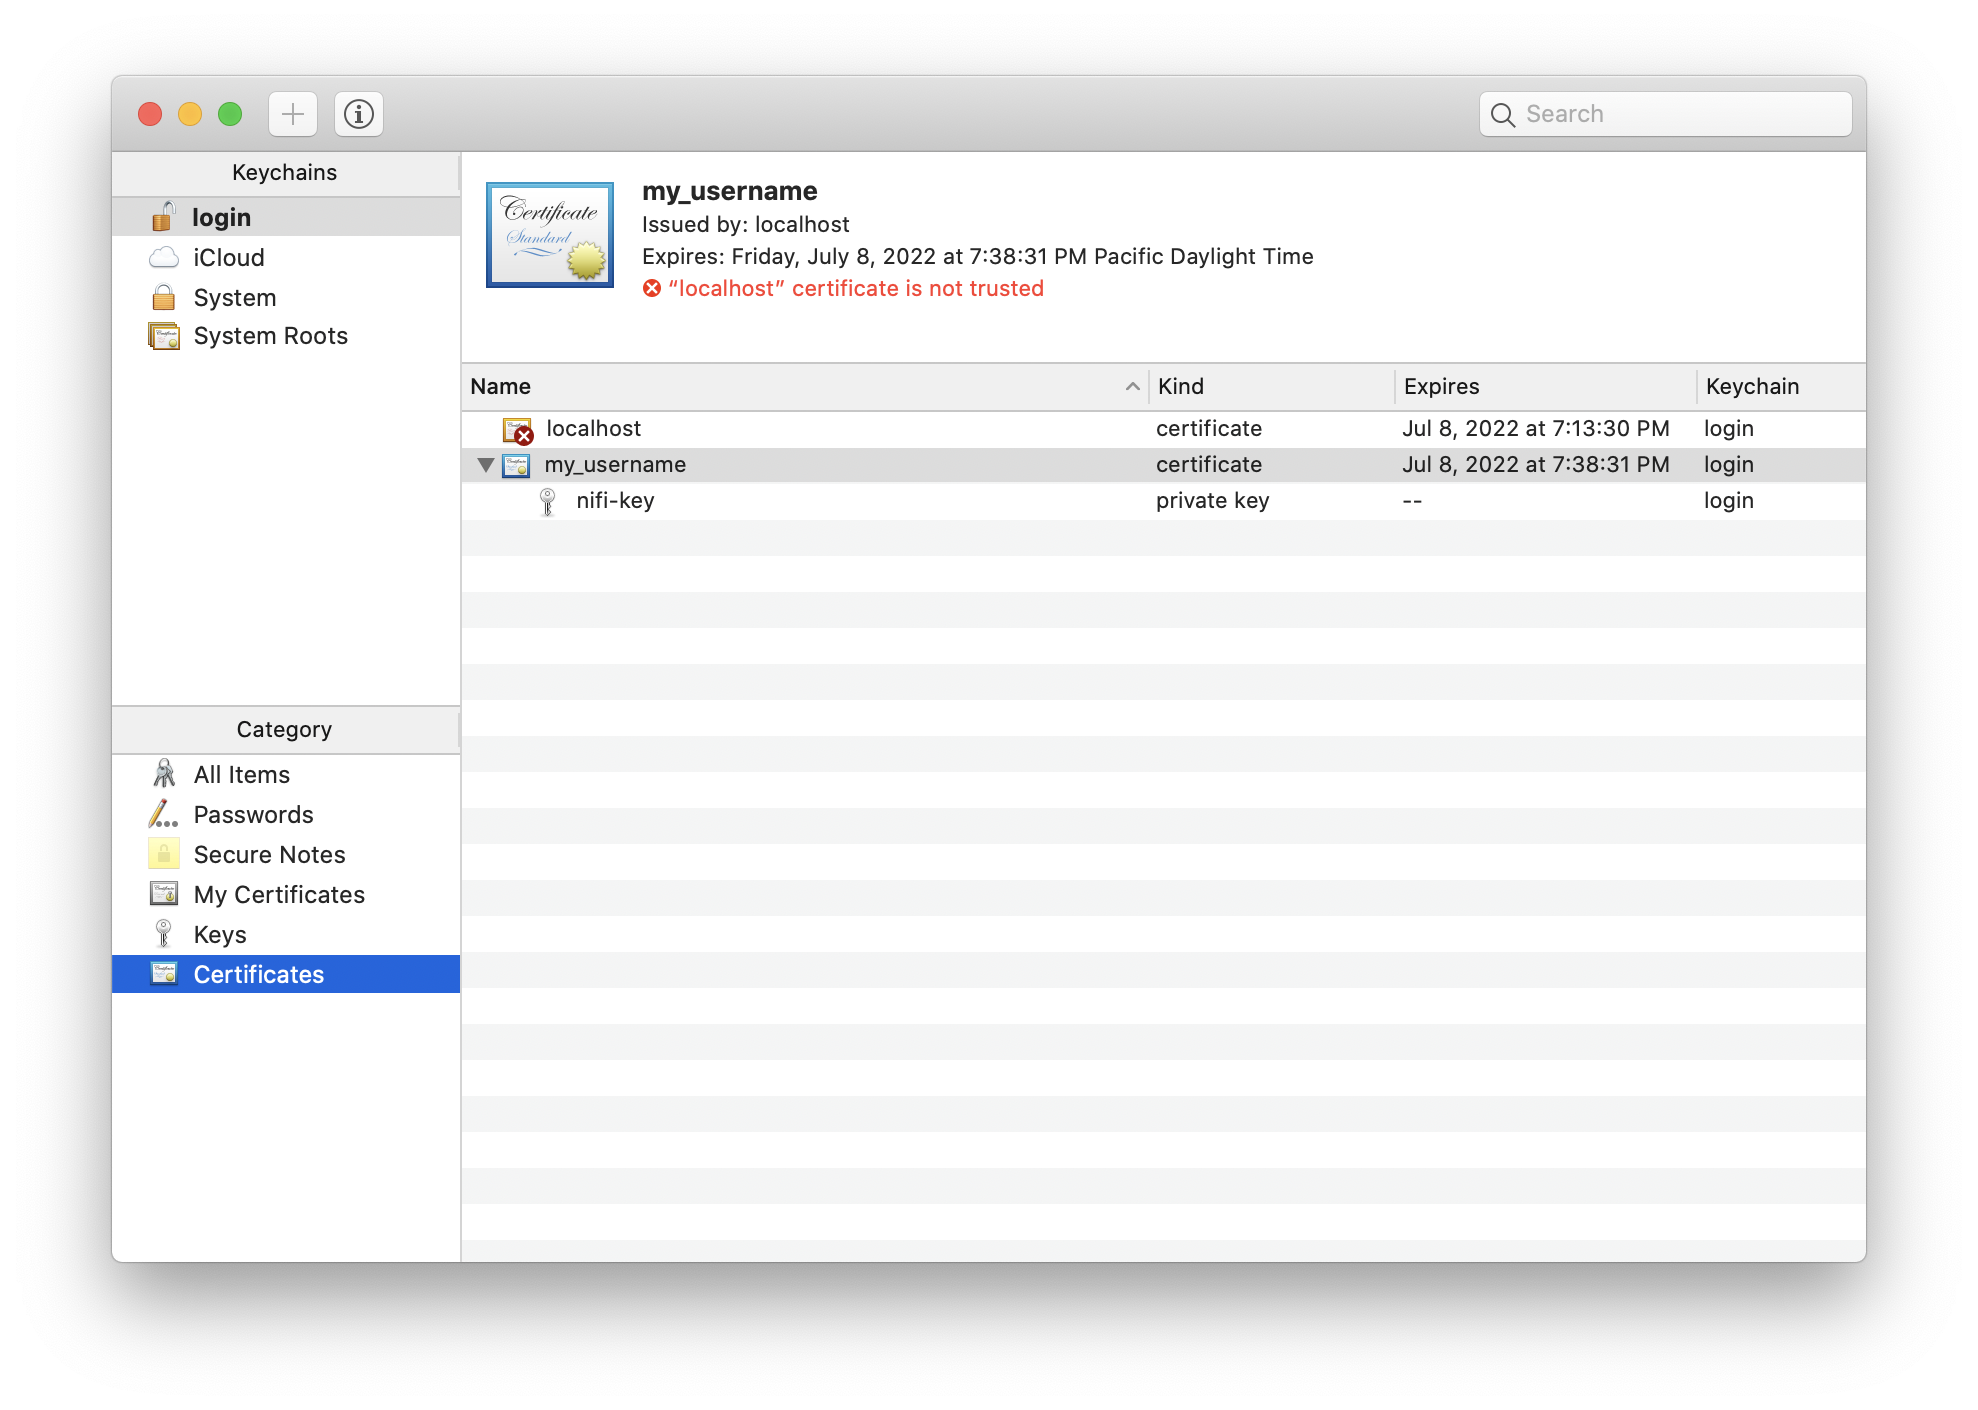 Search
Keychains
login
iCloud
System
System Roots
Certificate
Standard
my_username
Issued by: localhost
Expires: Friday, July 8, 2022 at 7:38:31 PM Pacific Daylight Time
“localhost” certificate is not trusted
Name Kind Expires Keychain
localhost certificate Jul 8, 2022 at 7:13:30 PM login
my_username certificate Jul 8, 2022 at 7:38:31 PM login
nifi-key private key -- login
Category
All Items
Passwords
Secure Notes
My Certificates
Keys
Certificates